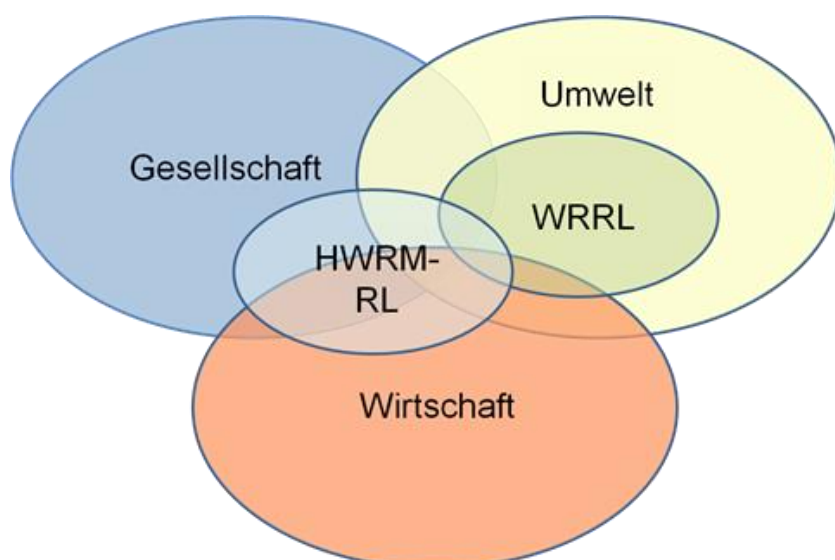 Umwelt
Gesellschaft
WRRL
HWRM-
RL
Wirtschaft